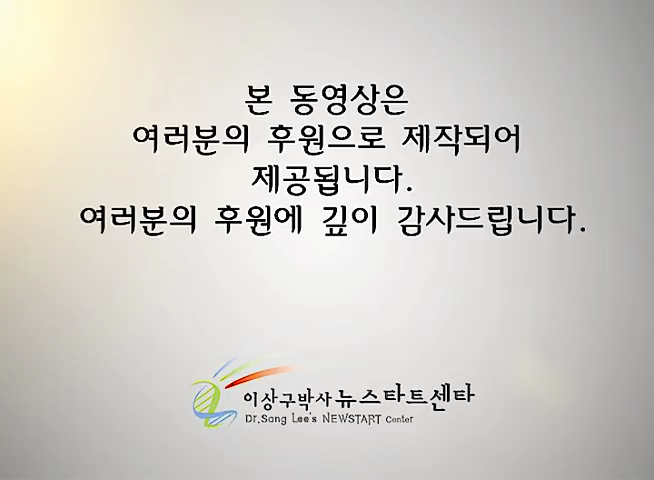 본 동영상은
여러분의 후원으로 제작되어
제공됩니다.
여러분의 후원에 깊이 감사드립니다.
이상구박사 뉴스타트센타
Dr.Sang Lee's NEWSTART Center